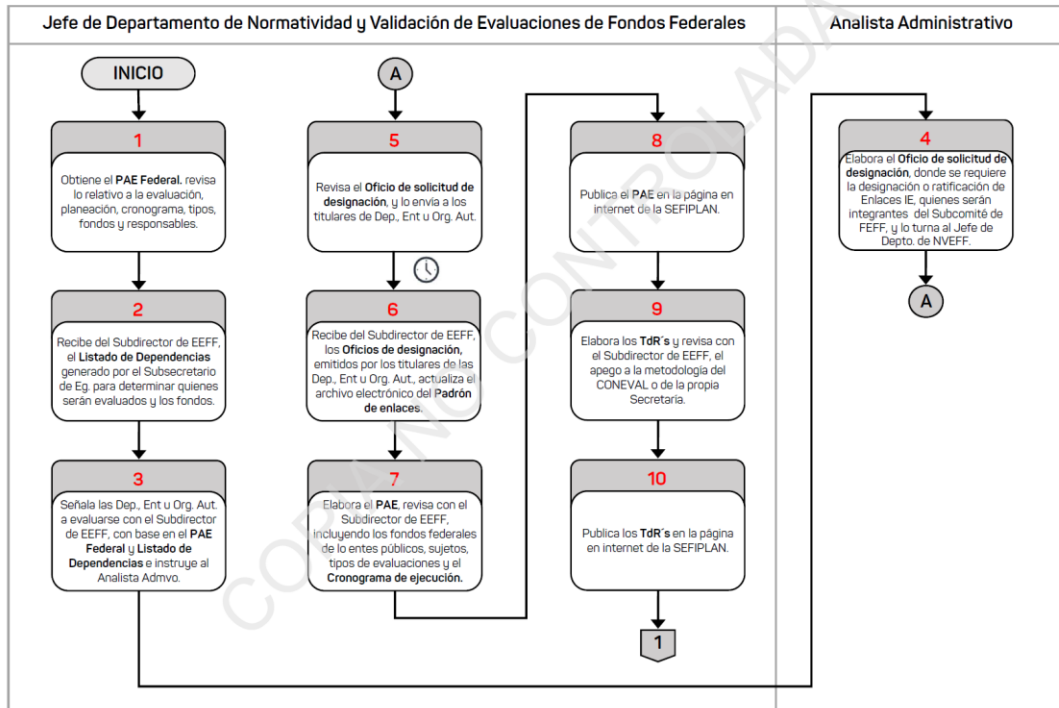 Jefe de Departamento de Normatividad y Validación de Evaluaciones de Fondos Federales
Analista Administrativo
INICIO
1
Obtiene el PAE Federal. revisa
lo relativo a la evaluación,
planeación, cronograma, tipos,
fondos y responsables.
2
Recibe del Subdirector de EEFF,
el Listado de Dependencias
generado por el Subsecretario
de Eg. para determinar quienes
serán evaluados y los fondos.
3
Señala las Dep., Ent u Org. Aut.
a evaluarse con el Subdirector
de EEFF, con base en el PAE
Federal y Listado de
Dependencias e instruye al
Analista Admvo.
4
Elabora el Oficio de solicitud de
designación, donde se requiere
la designación o ratificación de
Enlaces IE, quienes serán
integrantes del Subcomité de
FEFF, y lo turna al Jefe de
Depto. de NVEFF.
A
A
5
Revisa el Oficio de solicitud de
designación, y lo envía a los
titulares de Dep., Ent u Org. Aut.
6
Recibe del Subdirector de EEFF,
los Oficios de designación,
emitidos por los titulares de las
Dep., Ent u Org. Aut., actualiza el
archivo electrónico del Padrón
de enlaces.
7
Elabora el PAE, revisa con el
Subdirector de EEFF,
incluyendo los fondos federales
de lo entes públicos, sujetos,
tipos de evaluaciones y el
Cronograma de ejecución.
8
Publica el PAE en la página en
internet de la SEFIPLAN.
9
Elabora los TdR´s y revisa con
el Subdirector de EEFF, el
apego a la metodología del
CONEVAL o de la propia
Secretaría.
10
Publica los TdR´s en la página
en internet de la SEFIPLAN.
1
COPIA NO CONTROLADA